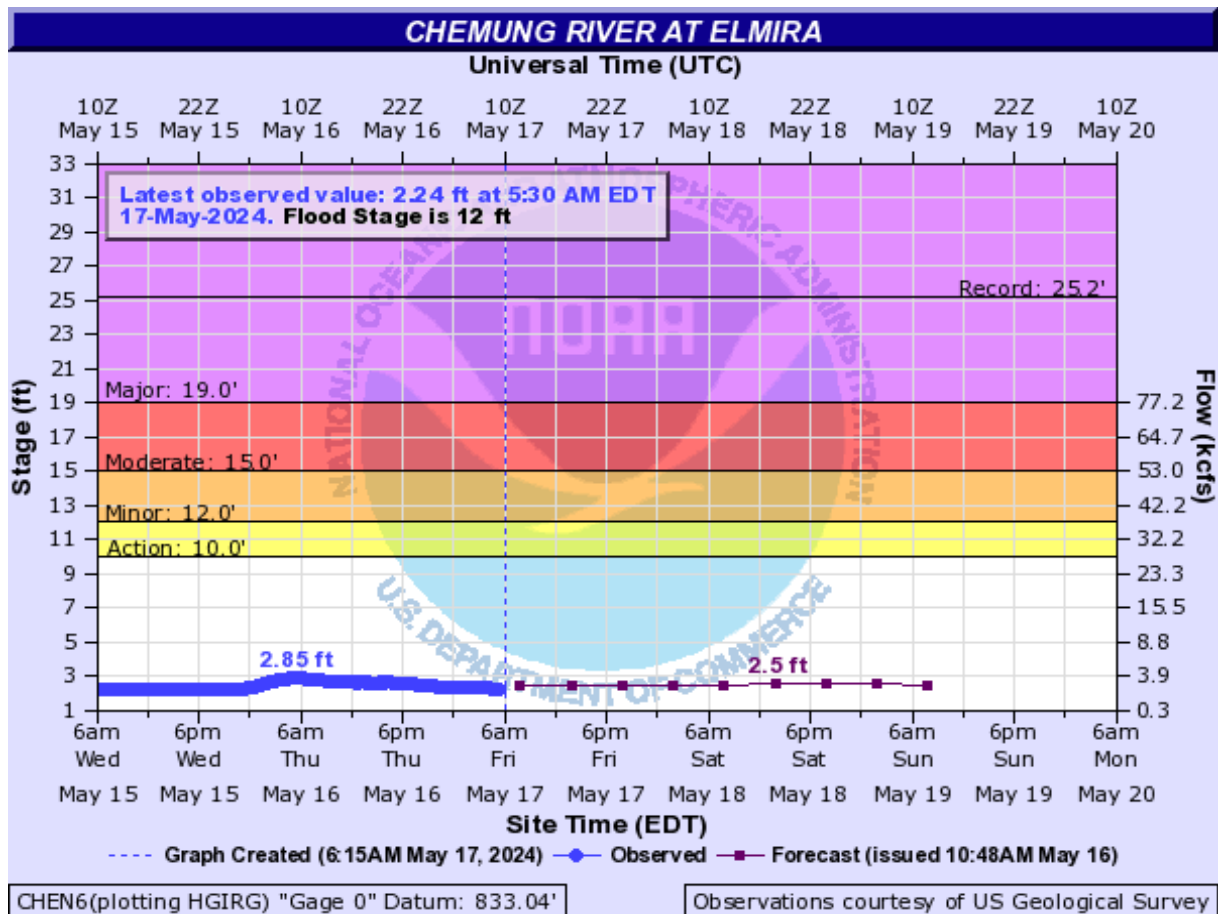 CHEMUNG RIVER AT ELMIRA
Universal Time (UTC)
10Z 22Z 10Z 22Z 10Z 22Z 10Z 22Z 10Z 22Z 10Z
May 15 May 15 May 16 May 16 May 17 May 17 May 18 May 18 May 19 May 19 May 20
Latest observed value: 2.24 ft at 5:30 AM EDT
17-May-2024. Flood Stage is 12 ft
Stage (ft)
33
31
29
27
25
23
21
19
17
15
13
11
9
7
5
3
1
Record: 25.2'
Major: 19.0'
Moderate: 15.0'
Minor: 12.0'
Action: 10.0'
NATIONAL OCEANIC AND ATMOSPHERIC ADMINISTRATION
NOAA
U.S. DEPARTMENT OF COMMERCE
2.85 ft
2.5 ft
Flow (kcfs)
77.2
64.7
53.0
42.2
32.2
23.3
15.5
8.8
3.9
0.3
6am 6pm 6am 6pm 6am 6pm 6am 6pm 6am 6pm 6am
Wed Wed Thu Thu Fri Fri Sat Sat Sun Sun Mon
May 15 May 15 May 16 May 16 May 17 May 17 May 18 May 18 May 19 May 19 May 20
Site Time (EDT)
Graph Created (6:15AM May 17, 2024) Observed Forecast (issued 10:48AM May 16)
CHEN6(plotting HGIRG) "Gage 0" Datum: 833.04'
Observations courtesy of US Geological Survey